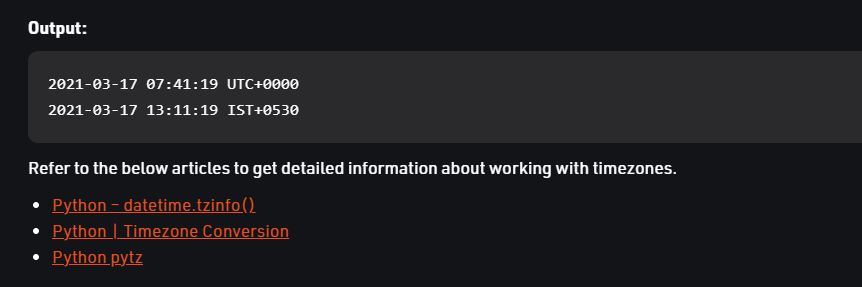 Output:
2021-03-17 07:41:19 UTC+0000
2021-03-17 13:11:19 IST+0530
Refer to the below articles to get detailed information about working with timezones.
Python – datetime.tzinfo()
Python | Timezone Conversion
Python pytz